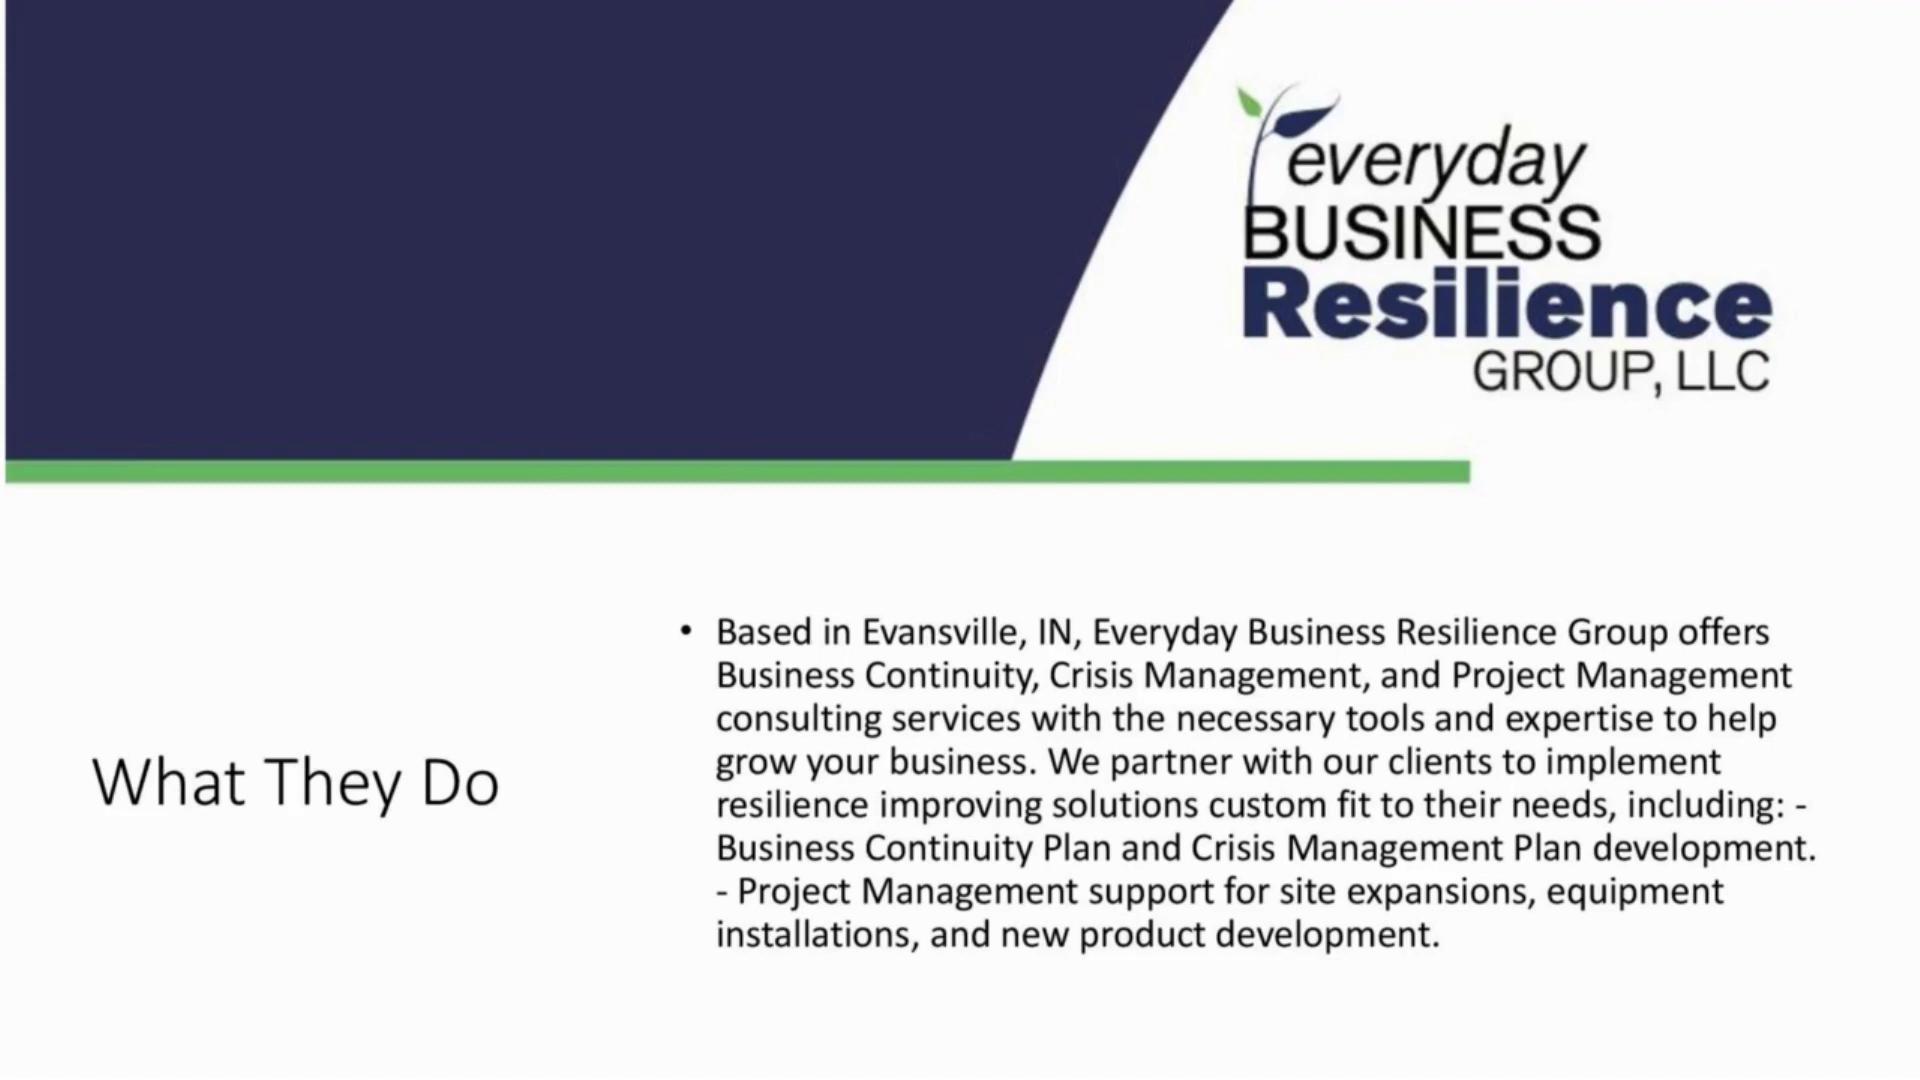 everyday
BUSINESS
Resilience
GROUP, LLC
What They Do
• Based in Evansville, IN, Everyday Business Resilience Group offers
Business Continuity, Crisis Management, and Project Management
consulting services with the necessary tools and expertise to help
grow your business. We partner with our clients to implement
resilience improving solutions custom fit to their needs, including: -
Business Continuity Plan and Crisis Management Plan development.
- Project Management support for site expansions, equipment
installations, and new product development.